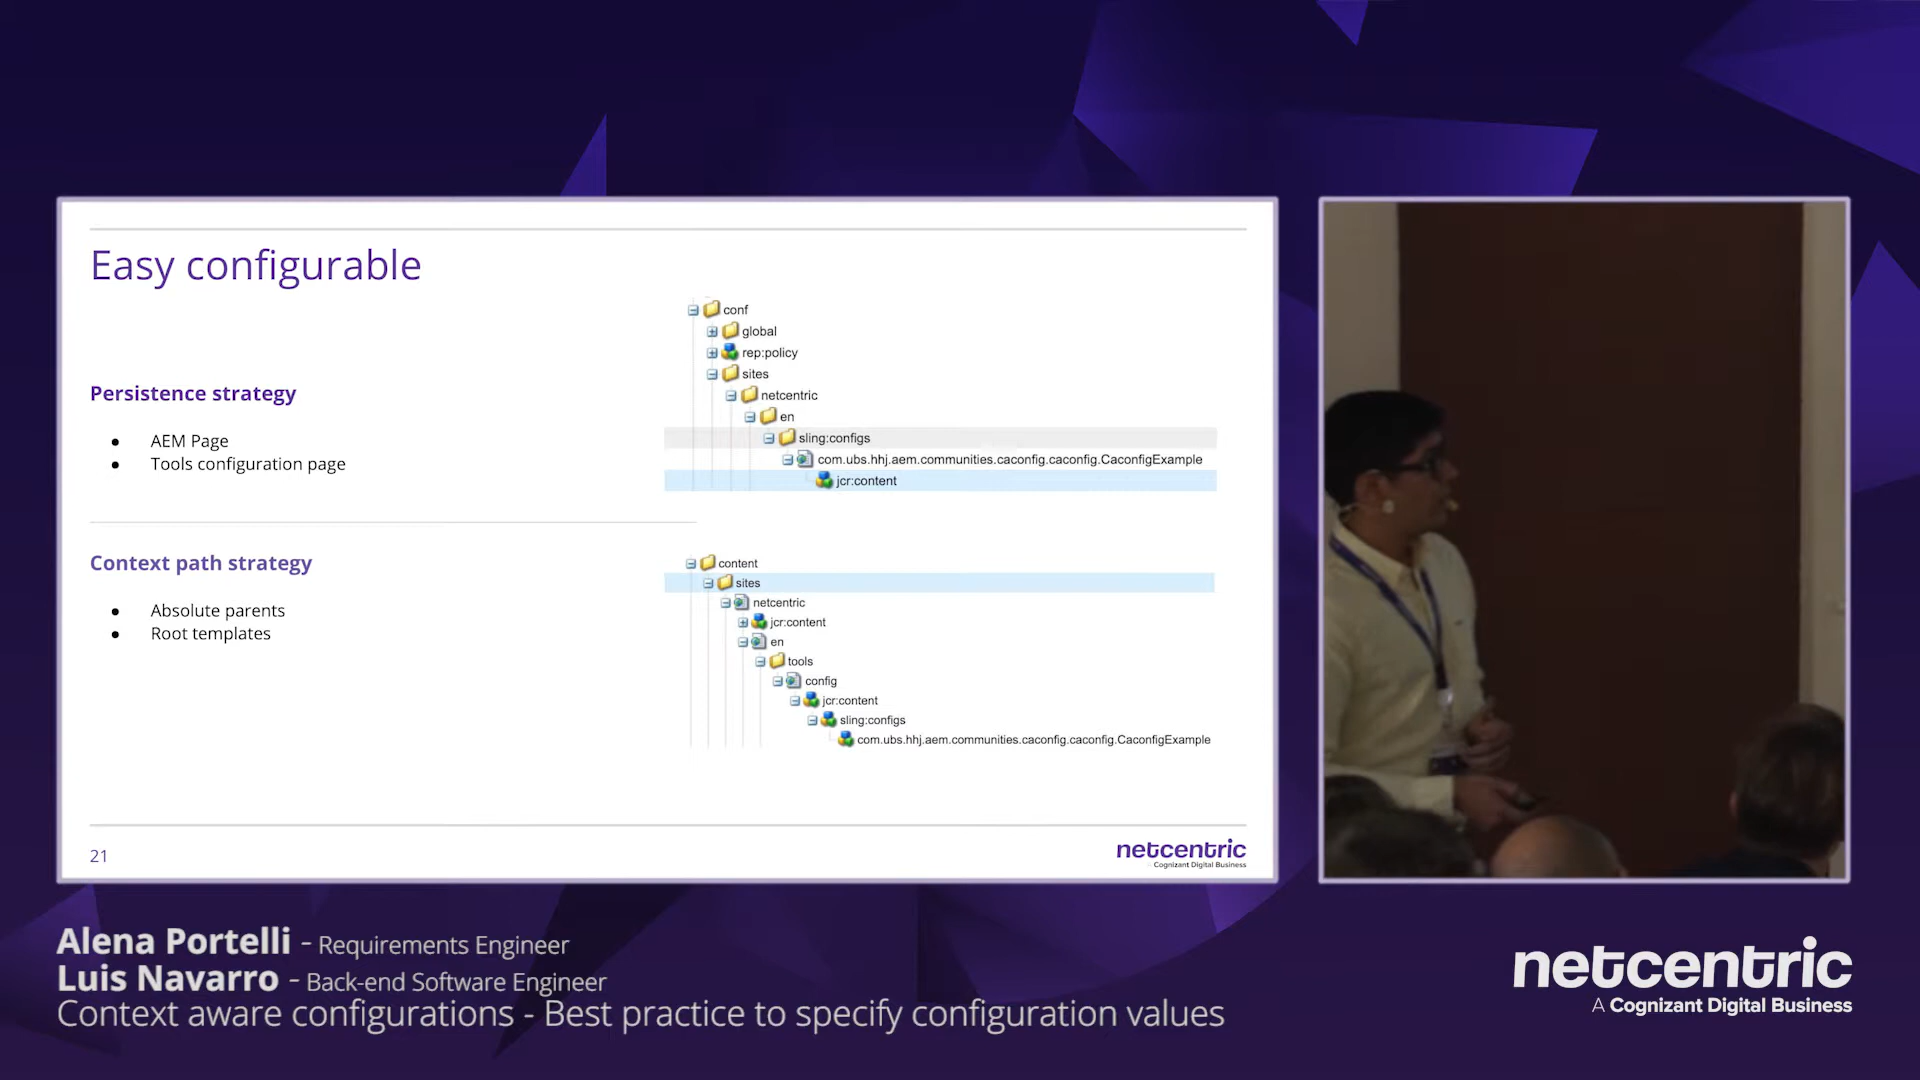 Easy configurable
Persistence strategy
● AEM Page
● Tools configuration page
conf
global
rep:policy
sites
netcentric
en
sling:configs
com.ubs.hhj.aem.communities.caconfig.caconfig.CaconfigExample
jcr:content
Context path strategy
● Absolute parents
● Root templates
content
sites
netcentric
jcr:content
en
tools
config
jcr:content
sling:configs
com.ubs.hhj.aem.communities.caconfig.caconfig.CaconfigExample
21
netcentric
Cognizant Digital Business
Alena Portelli - Requirements Engineer
Luis Navarro - Back-end Software Engineer
Context aware configurations - Best practice to specify configuration values
netcentric
A Cognizant Digital Business